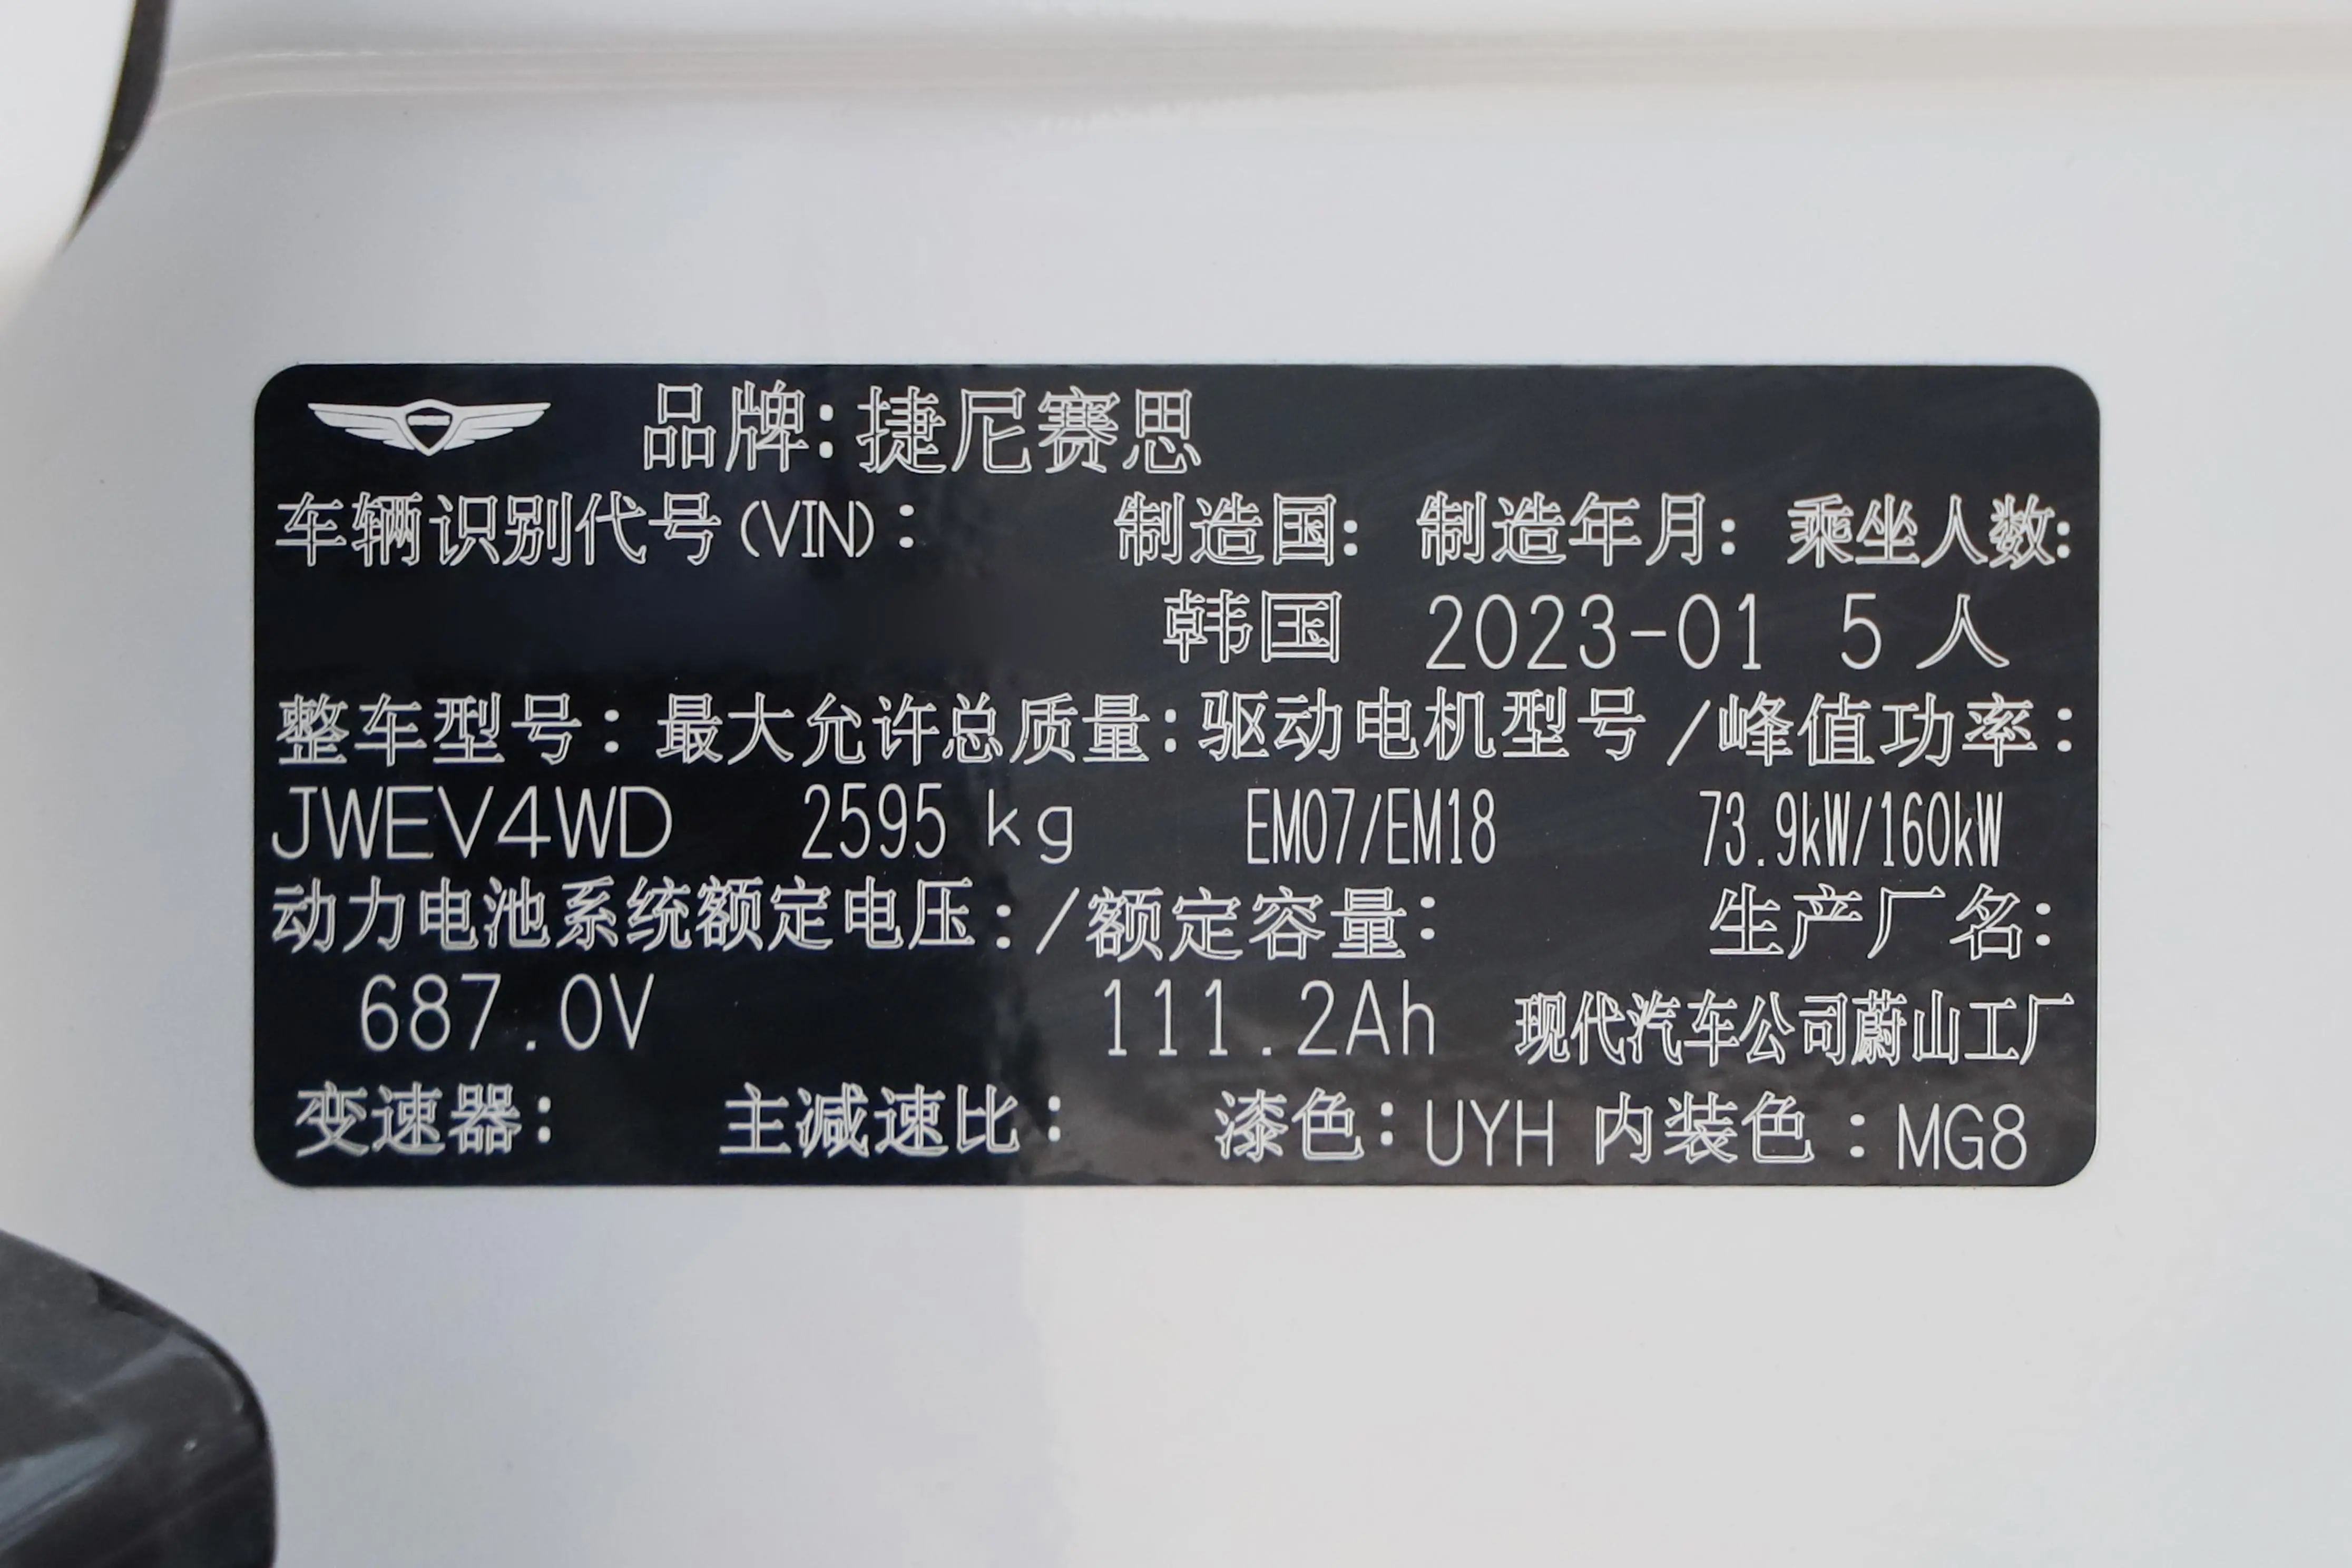 品牌:捷尼赛思
车辆识别代号(VIN): 制造国: 制造年月: 乘坐人数:
韩国 2023-01 5 人
整车型号: 最大允许总质量: 驱动电机型号 /峰值功率:
JWEV4WD 2595 kg EM07/EM18 73.9kW/160kW
动力电池系统额定电压: /额定容量: 生产厂名:
687.0V 111.2Ah 现代汽车公司蔚山工厂
变速器: 主减速比: 漆色: UYH 内装色 : MG8